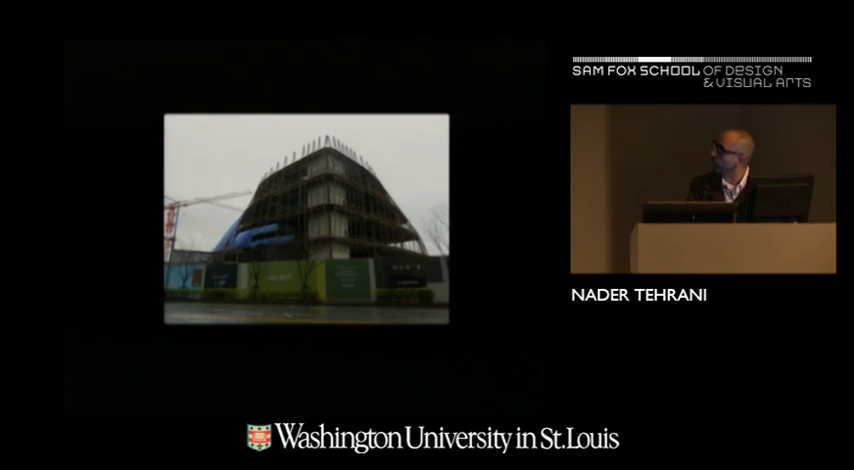 SAM FOX SCHOOL OF DESIGN
& VISUAL ARTS
NADER TEHRANI
Washington University in St. Louis